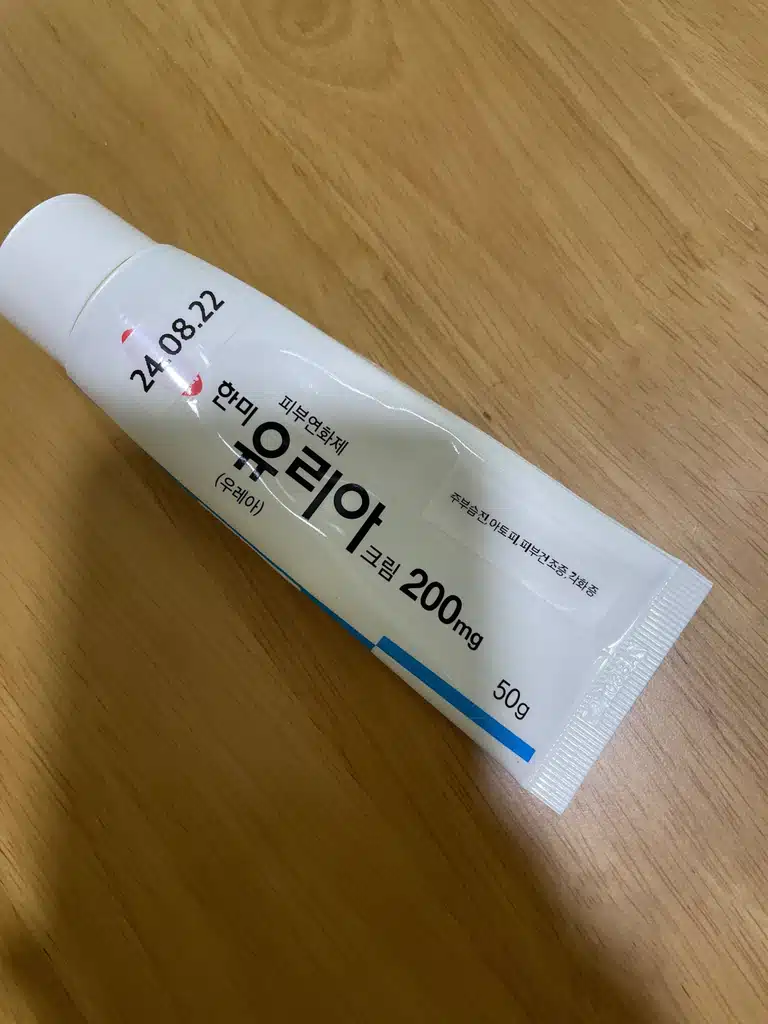 24.08.22
피부연화제
한미
유리아 크림 200mg
(우레아)
주부습진, 아토피, 피부건조증, 각화증
50g